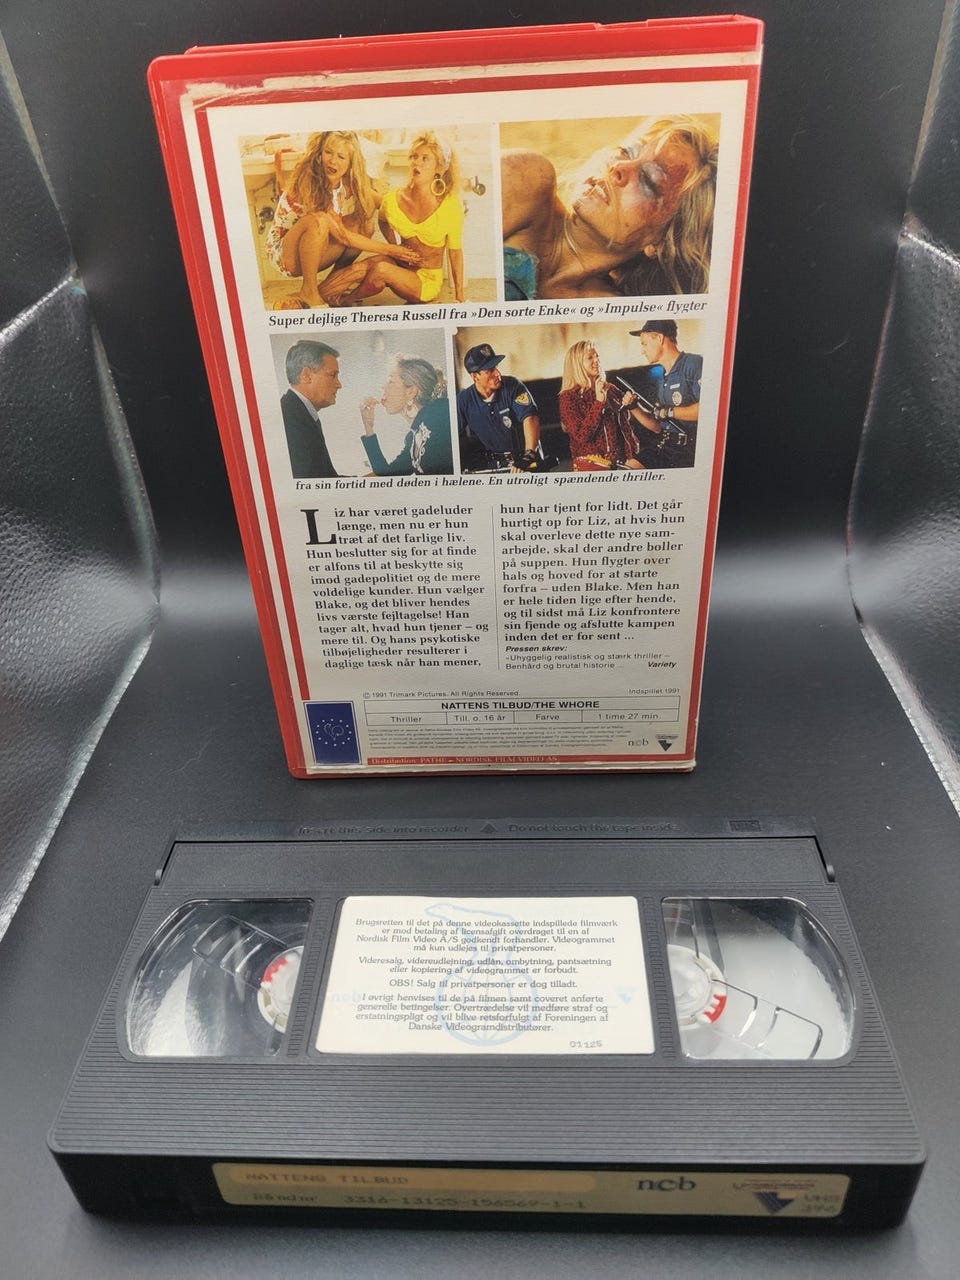 Super dejlige Theresa Russell fra »Den sorte Enke« og »Impulse« flygter
fra sin fortid med døden i hælene. En utroligt spændende thriller.
Liz har været gadeluder
længe, men nu er hun
træt af det farlige liv.
Hun beslutter sig for at finde
er alfons til at beskytte sig
imod gadepolitiet og de mere
voldelige kunder. Hun vælger
Blake, og det bliver hendes
livs værste fejltagelse! Han
tager alt, hvad hun tjener – og
mere til. Og hans psykotiske
tilbøjeligheder resulterer i
daglige tæsk når han mener,
hun har tjent for lidt. Det går
hurtigt op for Liz, at hvis hun
skal overleve dette nye sam-
arbejde, skal der andre boller
på suppen. Hun flygter over
hals og hoved for at starte
forfra – uden Blake. Men han
er hele tiden lige efter hende,
og til sidst må Liz konfrontere
sin fjende og afslutte kampen
inden det er for sent ...
Pressen skrev:
»Uhyggelig realistisk og stærk thriller –
Benhård og brutal historie ... Variety
© 1991 Trimark Pictures. All Rights Reserved. Indspillet 1991
NATTENS TILBUD/THE WHORE
Thriller Till. o. 16 år Farve 1 time 27 min.
ncb
Distribution: PATHE – NORDISK FILM VIDEO AS
Insert this side into recorder Do not touch the tape inside
Brugsretten til det på denne videokassette indspillede filmværk
er mod betaling af licensafgift overdraget til en af
Nordisk Film Video A/S godkendt forhandler. Videogrammet
må kun udlejes til privatpersoner.
Videresalg, videreudlejning, udlån, ombytning, pantsætning
eller kopiering af videogrammet er forbudt.
OBS! Salg til privatpersoner er dog tilladt.
I øvrigt henvises til de på filmen samt coveret anførte
generelle betingelser. Overtrædelse vil medføre straf og
erstatningspligt og vil blive retsforfulgt af Foreningen af
Danske Videogramdistributører.
01125
NATTENS TILBUD
Bånd nr. 3316-13125-156569-1-1
ncb
VHS